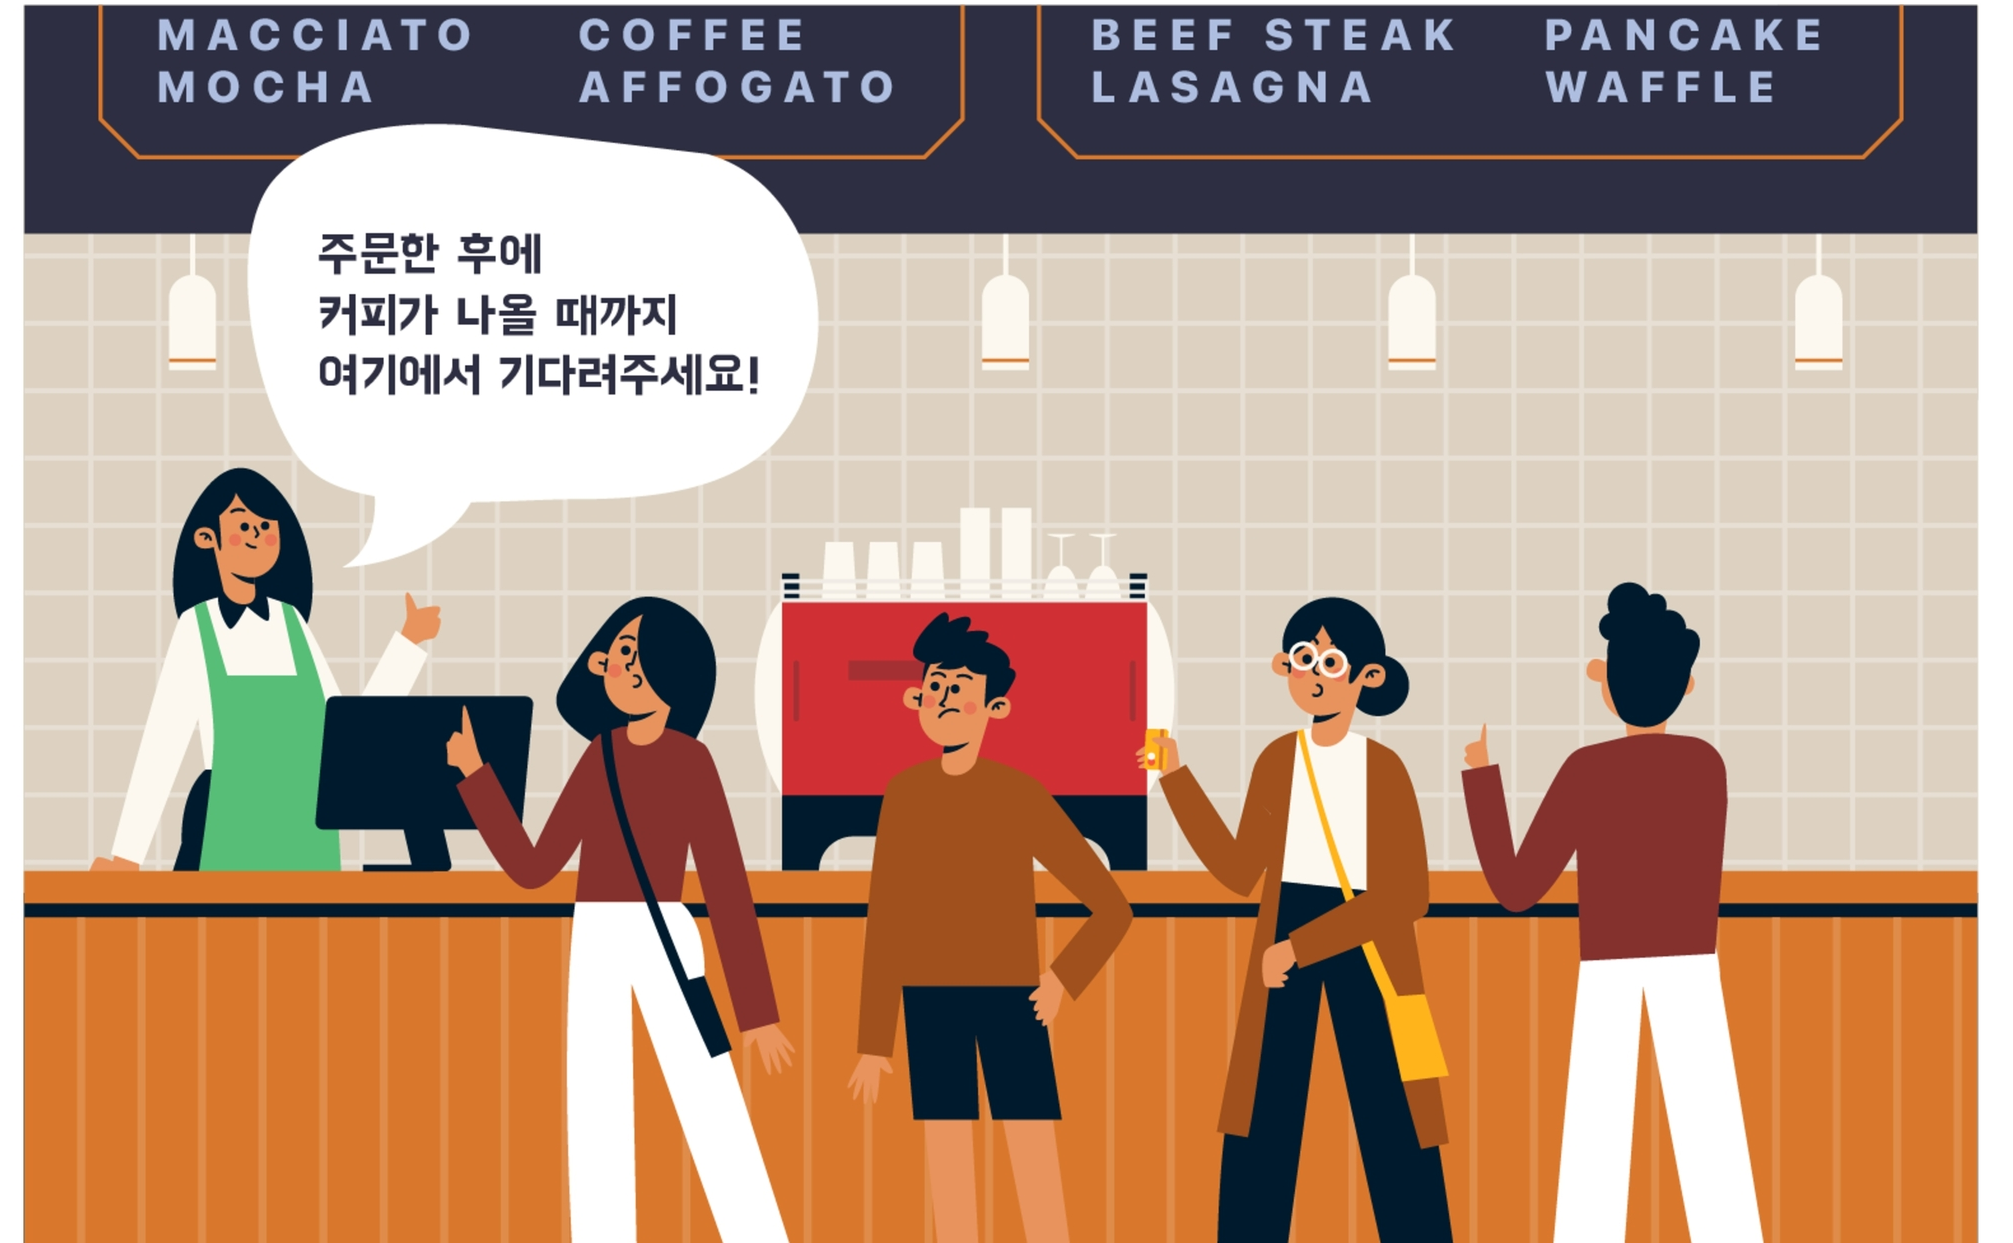 MACCIATO COFFEE
MOCHA AFFOGATO
BEEF STEAK PANCAKE
LASAGNA WAFFLE
주문한 후에
커피가 나올 때까지
여기에서 기다려주세요!